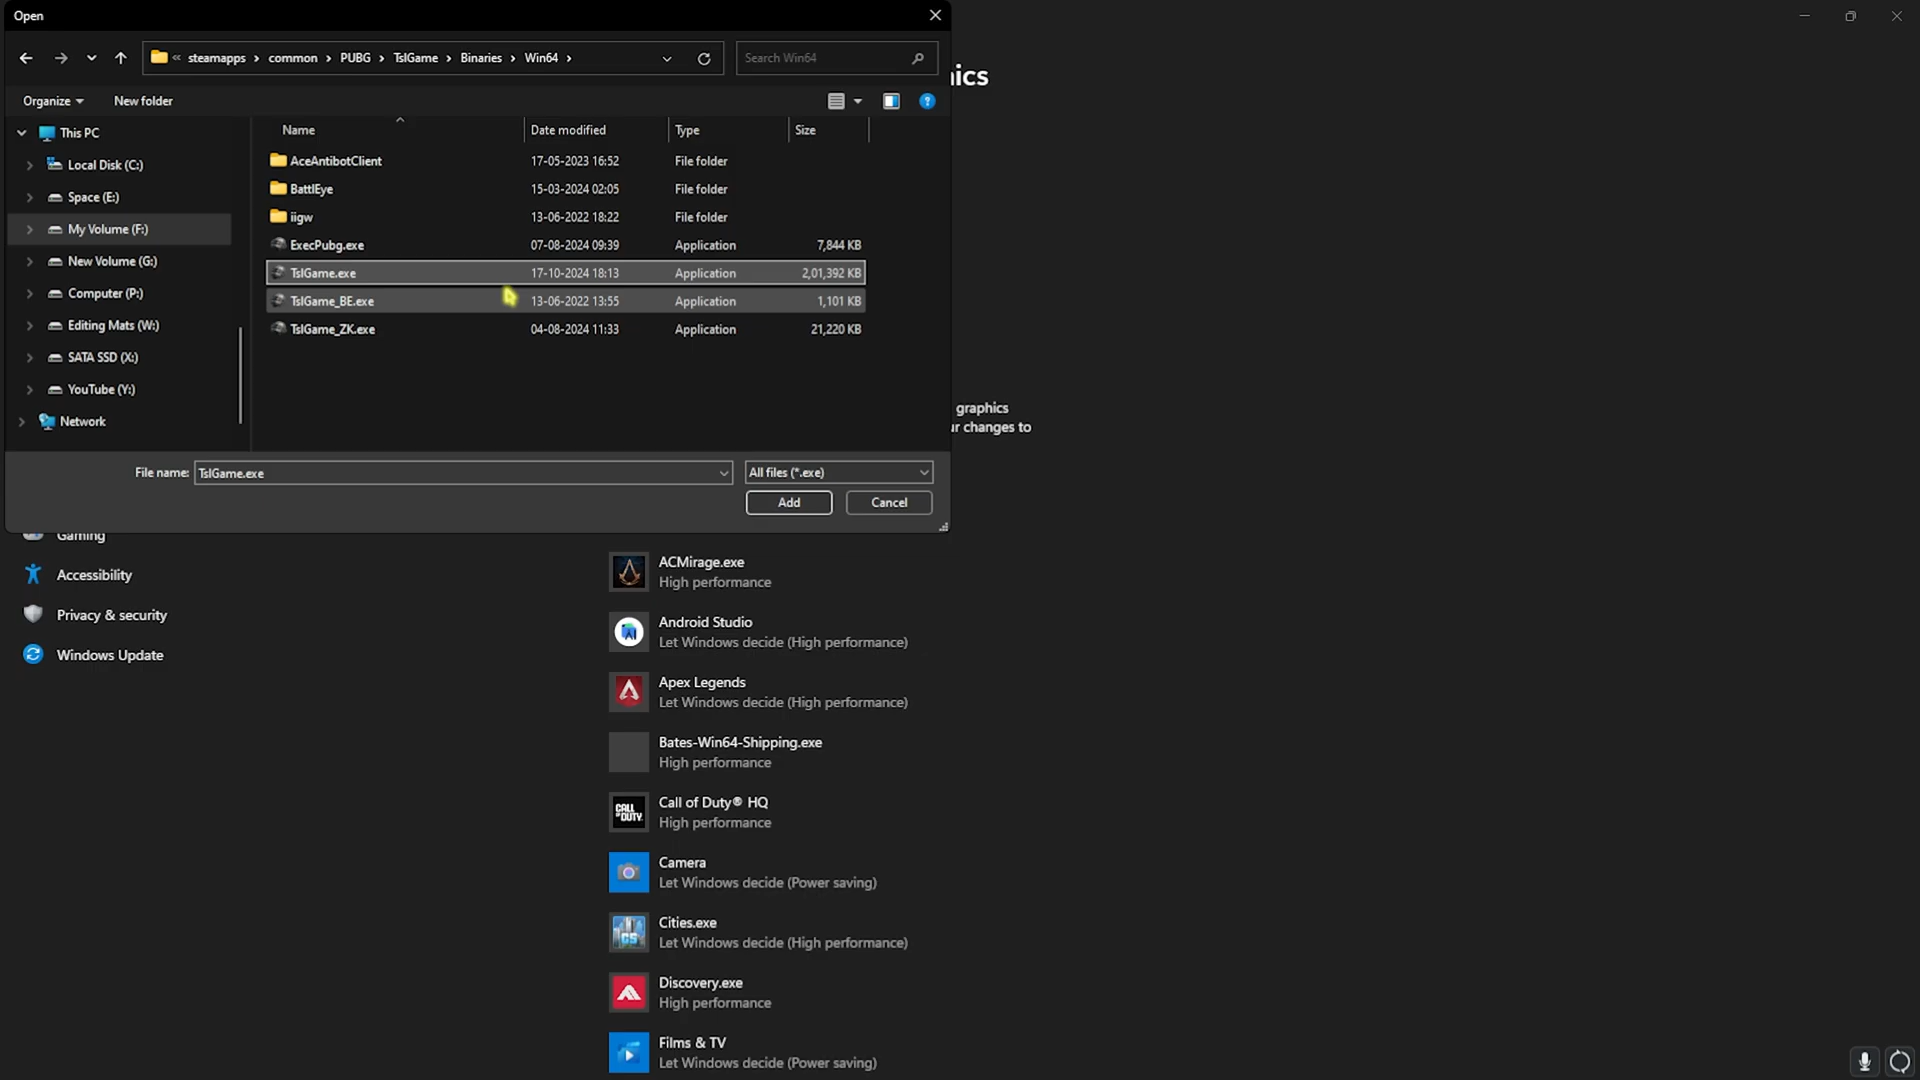 Open
« steamapps > common > PUBG > TslGame > Binaries > Win64 >
Search Win64
ics
Organize
New folder
Name
Date modified
Type
Size
This PC
Local Disk (C:)
Space (E:)
My Volume (F:)
New Volume (G:)
Computer (P:)
Editing Mats (W:)
SATA SSD (X:)
YouTube (Y:)
Network
AceAntibotClient 17-05-2023 16:52 File folder
BattlEye 15-03-2024 02:05 File folder
iigw 13-06-2022 18:22 File folder
ExecPubg.exe 07-08-2024 09:39 Application 7,844 KB
TslGame.exe 17-10-2024 18:13 Application 2,01,392 KB
TslGame_BE.exe 13-06-2022 13:55 Application 1,101 KB
TslGame_ZK.exe 04-08-2024 11:33 Application 21,220 KB
graphics
ur changes to
File name: TslGame.exe
All files (*.exe)
Add
Cancel
Gaming
Accessibility
Privacy & security
Windows Update
ACMirage.exe
High performance
Android Studio
Let Windows decide (High performance)
Apex Legends
Let Windows decide (High performance)
Bates-Win64-Shipping.exe
High performance
CALL OF DUTY.
Call of Duty® HQ
High performance
Camera
Let Windows decide (Power saving)
CS
Cities.exe
Let Windows decide (High performance)
Discovery.exe
High performance
Films & TV
Let Windows decide (Power saving)